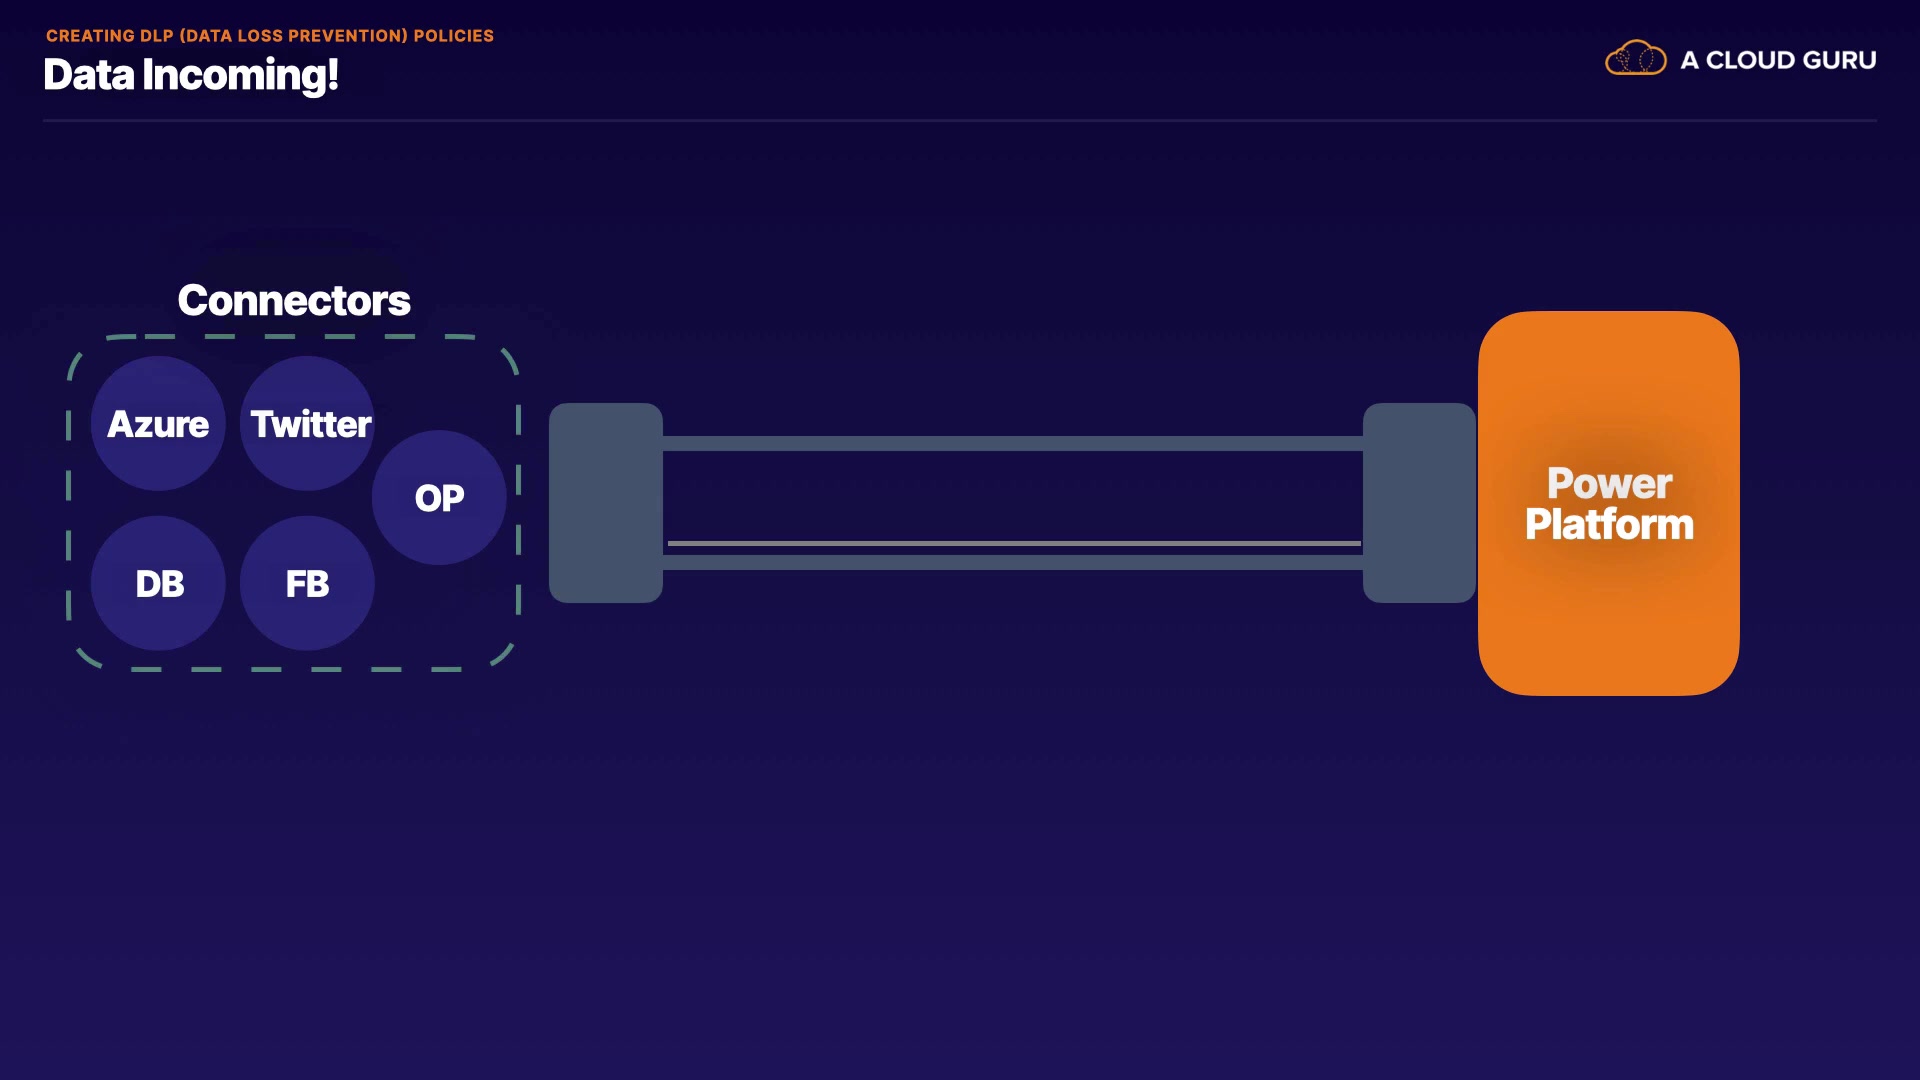 CREATING DLP (DATA LOSS PREVENTION) POLICIES
Data Incoming!
A CLOUD GURU
Connectors
Azure
Twitter
OP
DB
FB
Power
Platform